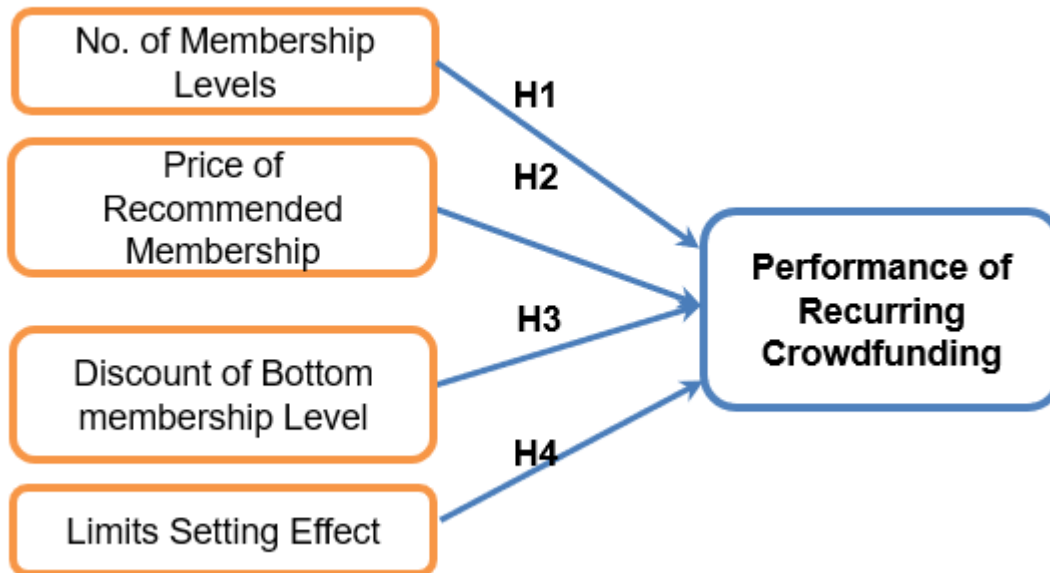 No. of Membership
Levels
H1
Price of
Recommended
Membership
H2
Discount of Bottom
membership Level
H3
Limits Setting Effect
H4
Performance of
Recurring
Crowdfunding